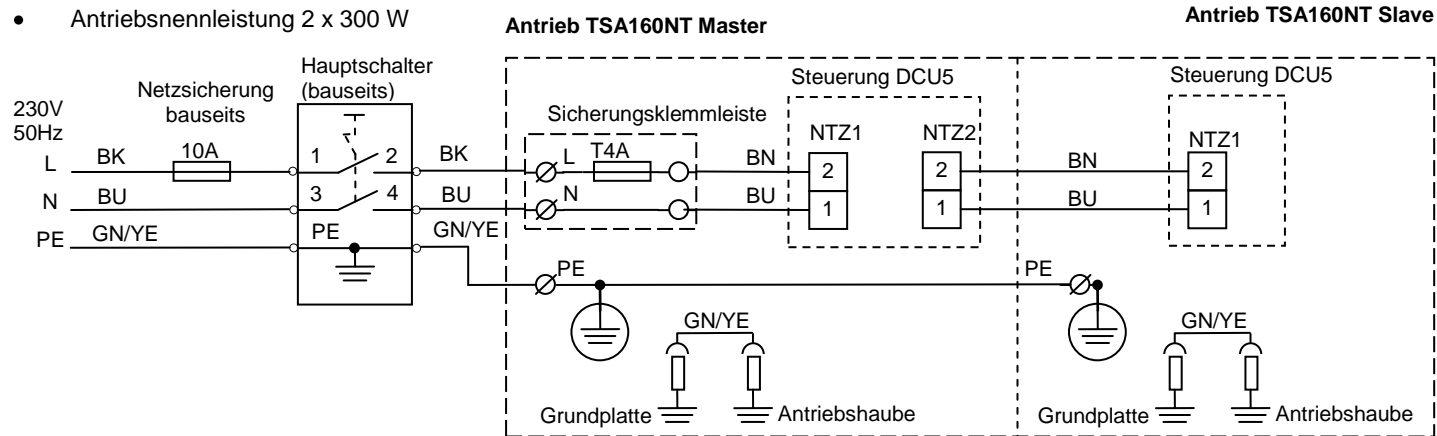 • Antriebsnennleistung 2 x 300 W
Antrieb TSA160NT Master
Antrieb TSA160NT Slave
Netzsicherung
bauseits
Hauptschalter
(bauseits)
Sicherungsklemmleiste
Steuerung DCU5
Steuerung DCU5
230V
50Hz
NTZ1
NTZ2
NTZ1
L BK 10A 1 2 BK L T4A BN 2 2 BN 2
N BU 3 4 BU N BU 1 1 BU 1
PE GN/YE PE GN/YE
PE PE
GN/YE GN/YE
Grundplatte Antriebshaube Grundplatte Antriebshaube